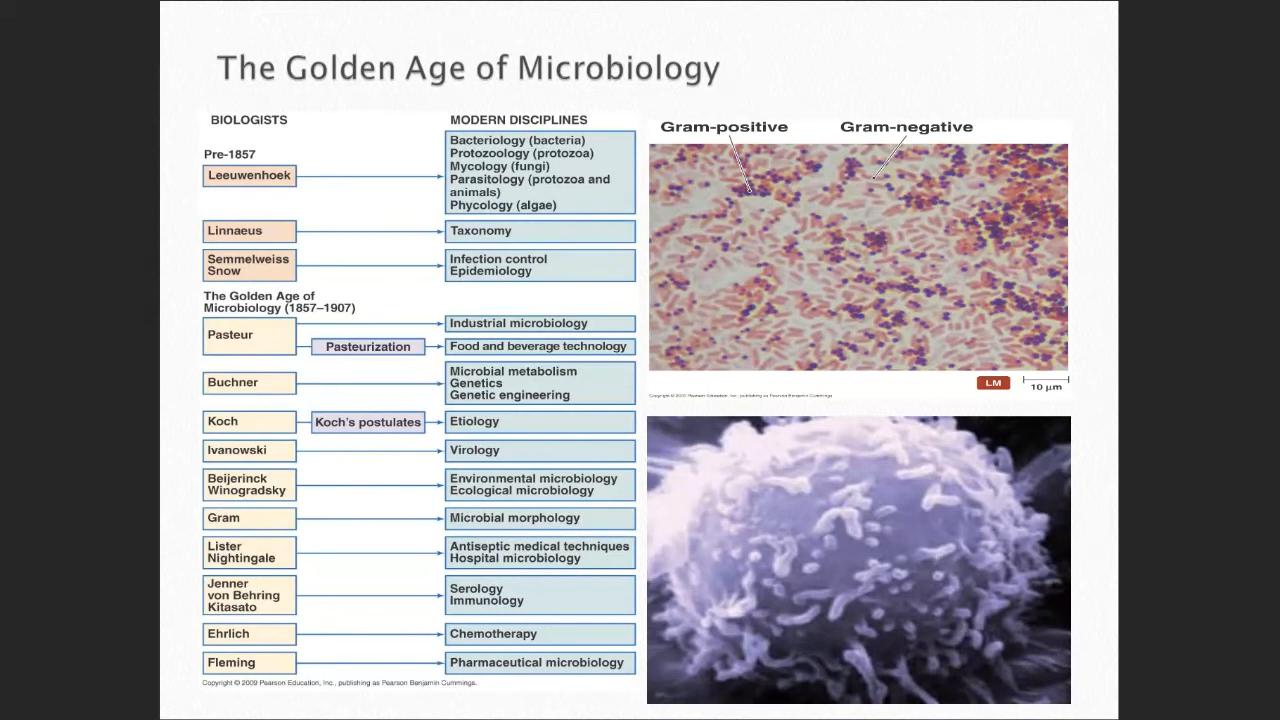 The Golden Age of Microbiology
BIOLOGISTS
MODERN DISCIPLINES
Pre-1857
Leeuwenhoek
Bacteriology (bacteria)
Protozoology (protozoa)
Mycology (fungi)
Parasitology (protozoa and
animals)
Phycology (algae)
Linnaeus
Taxonomy
Semmelweiss
Snow
Infection control
Epidemiology
The Golden Age of
Microbiology (1857–1907)
Pasteur
Industrial microbiology
Pasteurization
Food and beverage technology
Buchner
Microbial metabolism
Genetics
Genetic engineering
Koch
Koch's postulates
Etiology
Ivanowski
Virology
Beijerinck
Winogradsky
Environmental microbiology
Ecological microbiology
Gram
Microbial morphology
Lister
Nightingale
Antiseptic medical techniques
Hospital microbiology
Jenner
von Behring
Kitasato
Serology
Immunology
Ehrlich
Chemotherapy
Fleming
Pharmaceutical microbiology
Copyright © 2009 Pearson Education, Inc., publishing as Pearson Benjamin Cummings.
Gram-positive
Gram-negative
LM
10 µm
Copyright © 2009 Pearson Education, Inc., publishing as Pearson Benjamin Cummings.